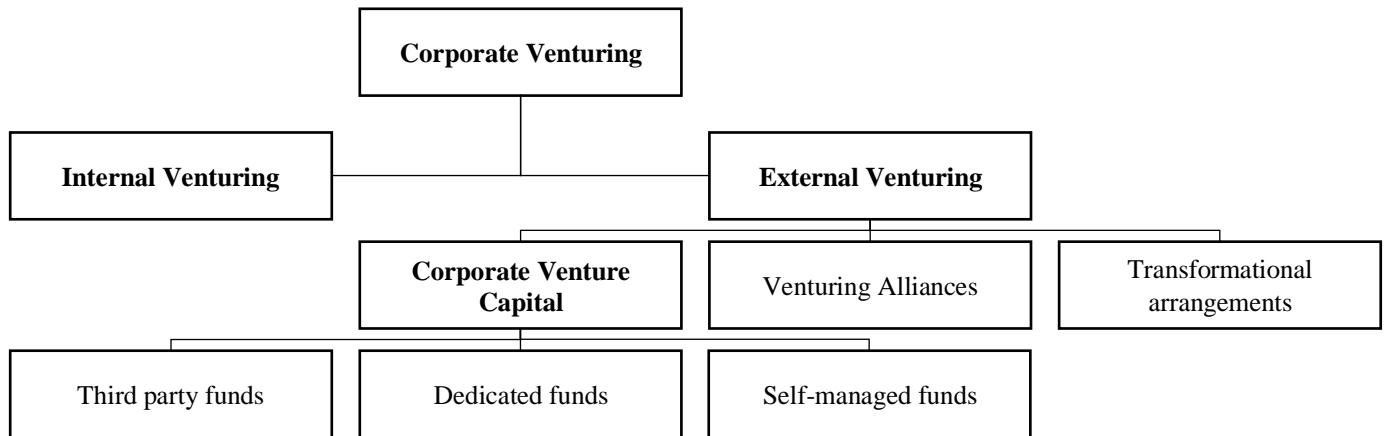 Corporate Venturing
Internal Venturing
External Venturing
Corporate Venture
Capital
Venturing Alliances
Transformational
arrangements
Third party funds
Dedicated funds
Self-managed funds